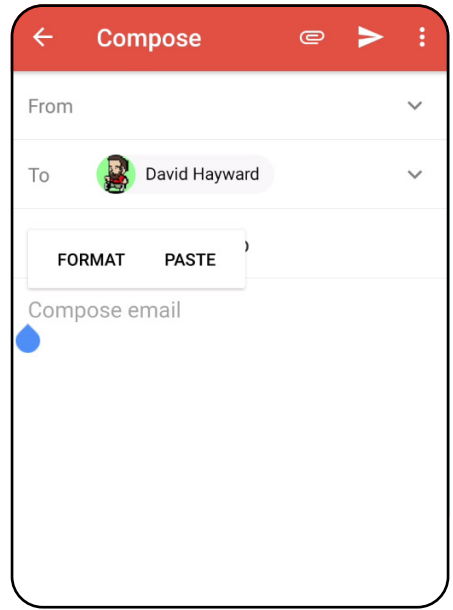 Compose
From
To David Hayward
FORMAT PASTE
Compose email